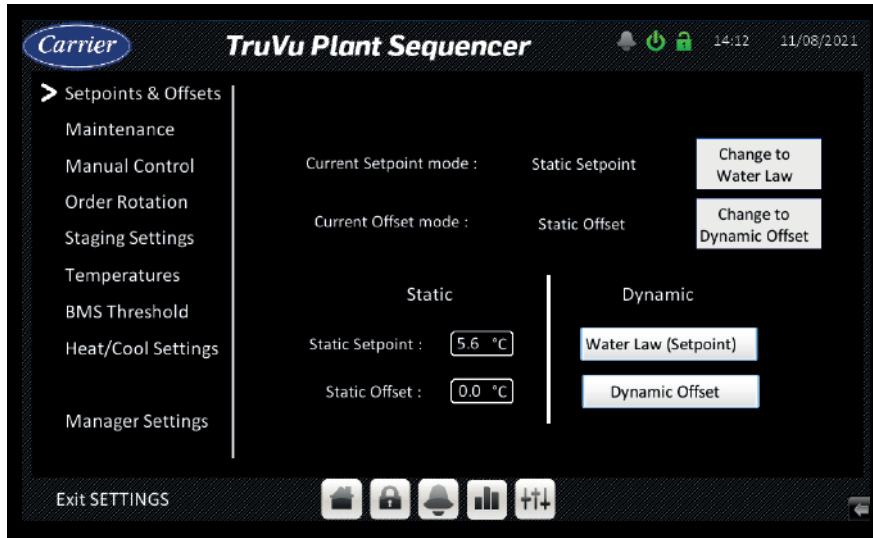 Carrier
TruVu Plant Sequencer
14:12
11/08/2021
Setpoints & Offsets
Maintenance
Manual Control
Order Rotation
Staging Settings
Temperatures
BMS Threshold
Heat/Cool Settings
Manager Settings
Current Setpoint mode :
Static Setpoint
Change to
Water Law
Current Offset mode :
Static Offset
Change to
Dynamic Offset
Static
Static Setpoint :
5.6 °C
Static Offset :
0.0 °C
Dynamic
Water Law (Setpoint)
Dynamic Offset
Exit SETTINGS